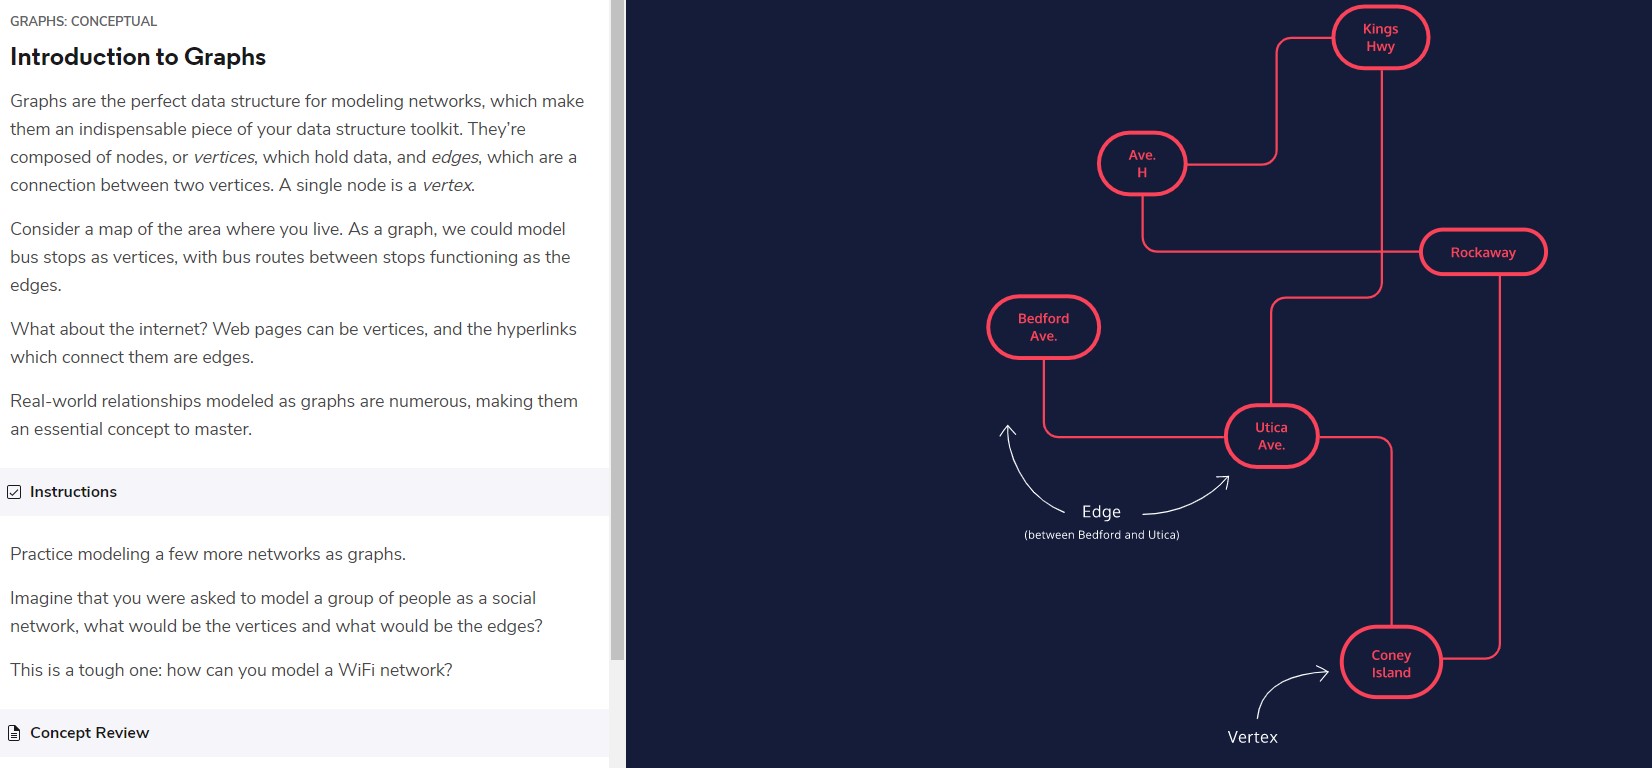 GRAPHS: CONCEPTUAL
Introduction to Graphs
Graphs are the perfect data structure for modeling networks, which make
them an indispensable piece of your data structure toolkit. They’re
composed of nodes, or vertices, which hold data, and edges, which are a
connection between two vertices. A single node is a vertex.
Consider a map of the area where you live. As a graph, we could model
bus stops as vertices, with bus routes between stops functioning as the
edges.
What about the internet? Web pages can be vertices, and the hyperlinks
which connect them are edges.
Real-world relationships modeled as graphs are numerous, making them
an essential concept to master.
Instructions
Practice modeling a few more networks as graphs.
Imagine that you were asked to model a group of people as a social
network, what would be the vertices and what would be the edges?
This is a tough one: how can you model a WiFi network?
Concept Review
Kings
Hwy
Ave.
H
Rockaway
Bedford
Ave.
Utica
Ave.
Edge
(between Bedford and Utica)
Coney
Island
Vertex